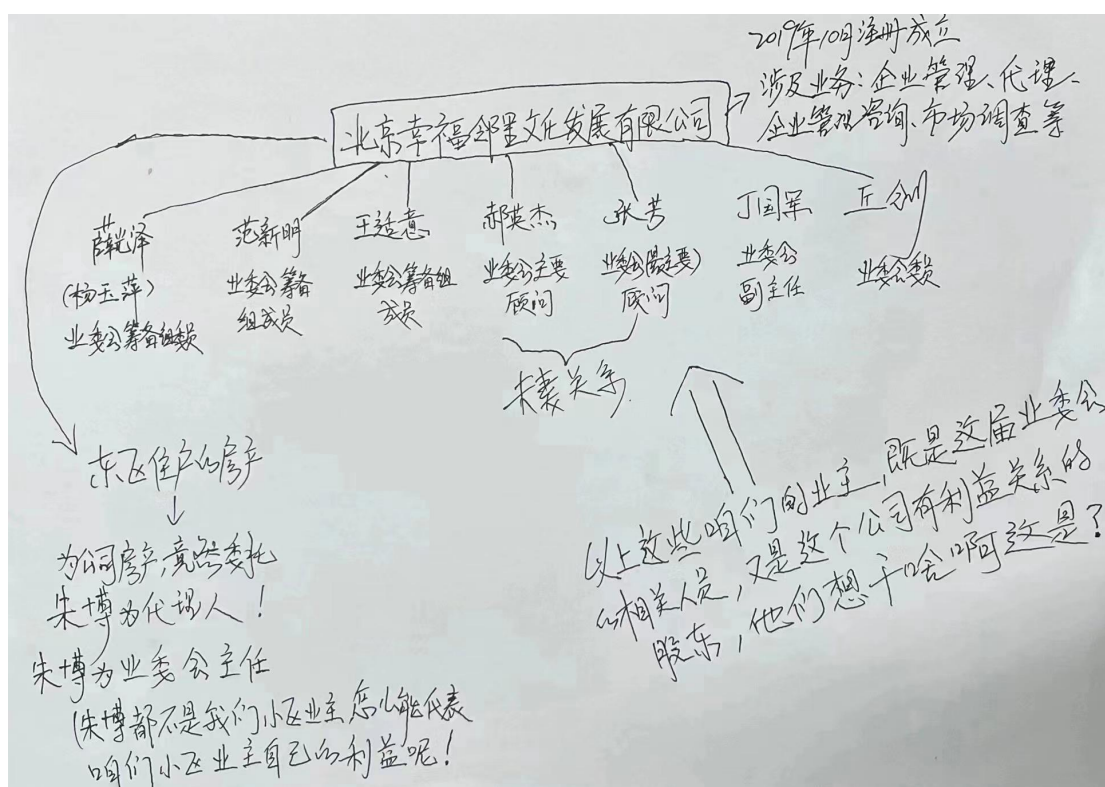 2019年10月注册成立
涉及业务:企业管理、代理、
企业管理咨询、市场调查等
北京幸福邻里文化发展有限公司
薛光泽
(杨玉萍)
业委会筹备组委员
范新明
业委会筹备
组成员
王适意
业委会筹备组
成员
郝英杰
业委会主要
顾问
张芳
业委会(最主要)
顾问
丁国军
业委会
副主任
丘钏
业委会委员
夫妻关系
东区住户的房产
为公司房产,竟然委托
朱博为代理人!
朱博为业委会主任
(朱博都不是我们小区业主怎么能代表
咱们小区业主自己的利益呢!
以上这些咱们的业主,既是这届业委会
的相关人员,又是这个公司有利益关系的
股东,他们想干啥啊这是?